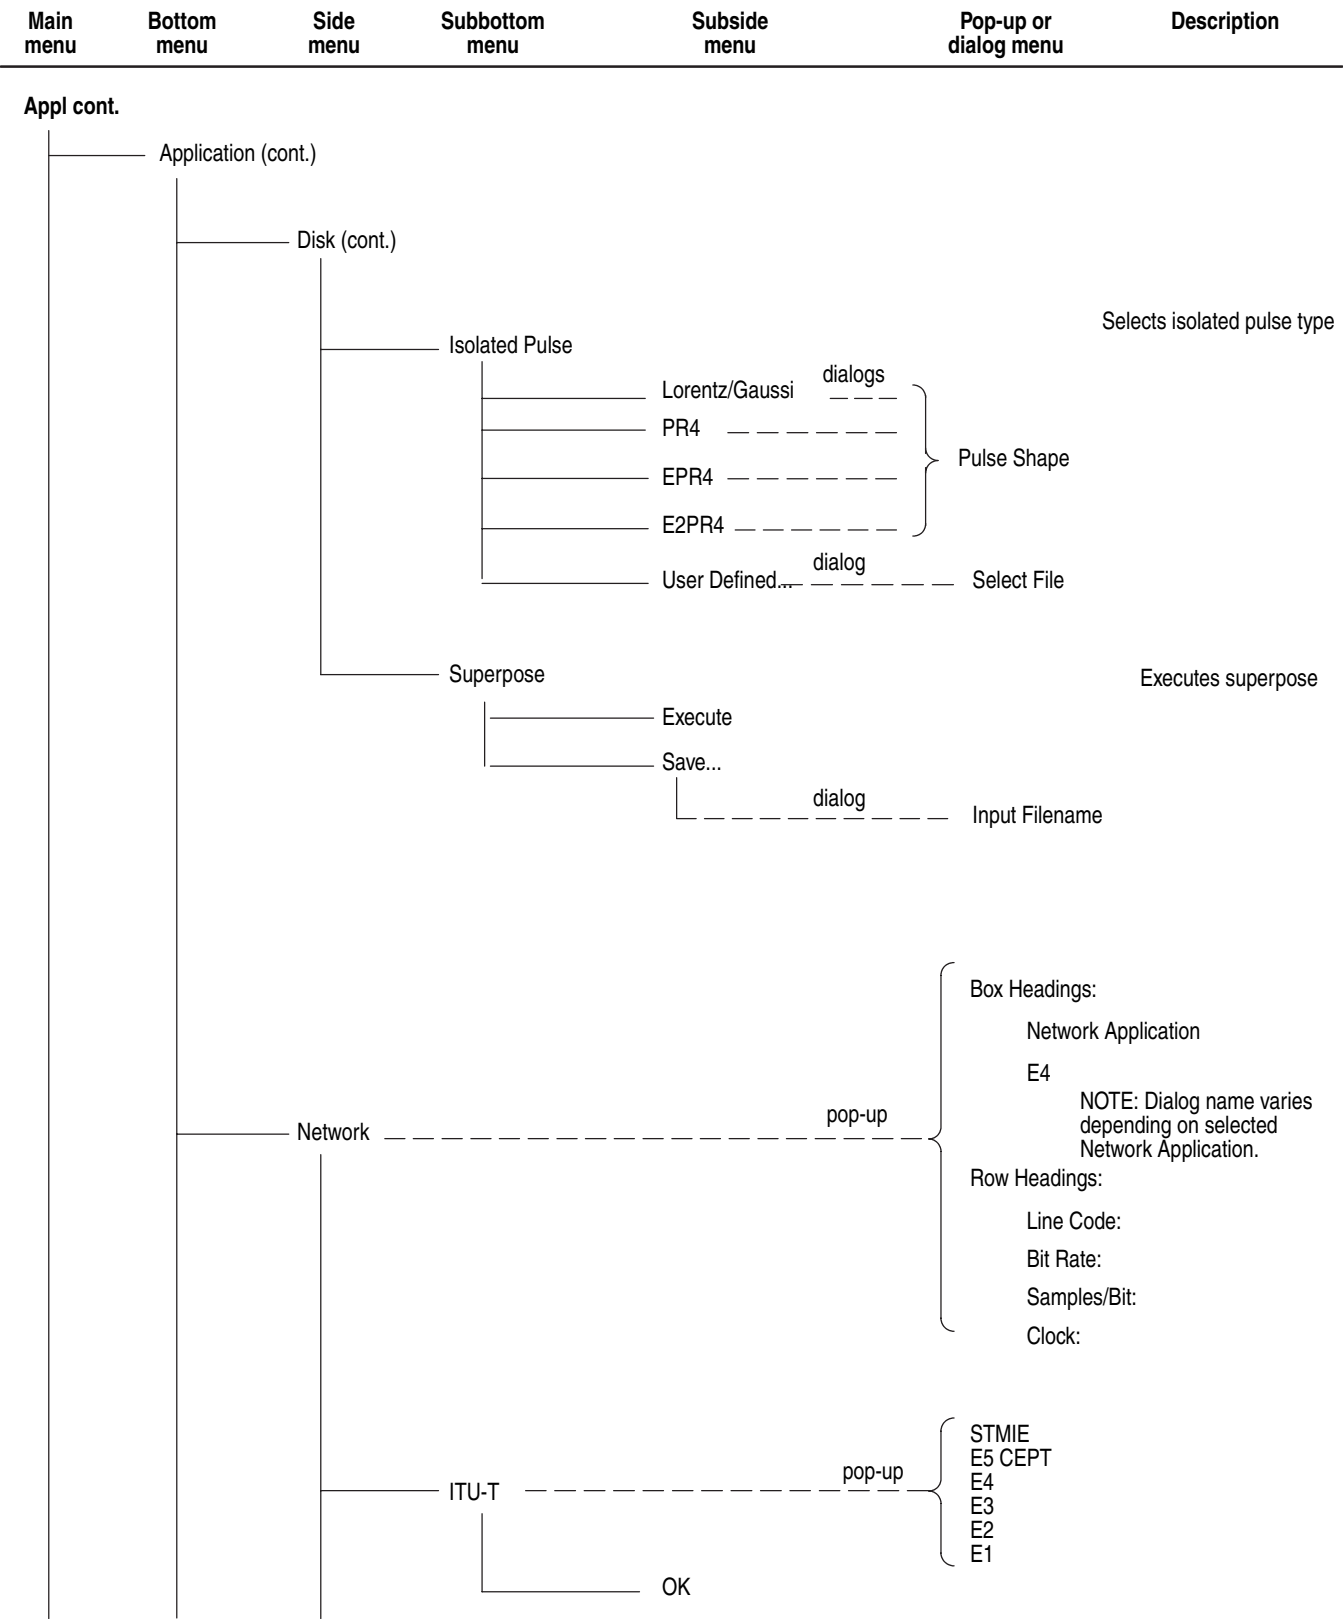 Main menu
Bottom menu
Side menu
Subbottom menu
Subside menu
Pop-up or dialog menu
Description
Appl cont.
Application (cont.)
Disk (cont.)
Selects isolated pulse type
Isolated Pulse
dialogs
Lorentz/Gaussi
PR4
Pulse Shape
EPR4
E2PR4
dialog
User Defined...
Select File
Superpose
Executes superpose
Execute
Save...
dialog
Input Filename
Box Headings:
Network Application
E4
NOTE: Dialog name varies
depending on selected
Network Application.
pop-up
Network
Row Headings:
Line Code:
Bit Rate:
Samples/Bit:
Clock:
STMIE
E5 CEPT
E4
E3
E2
E1
pop-up
ITU-T
OK